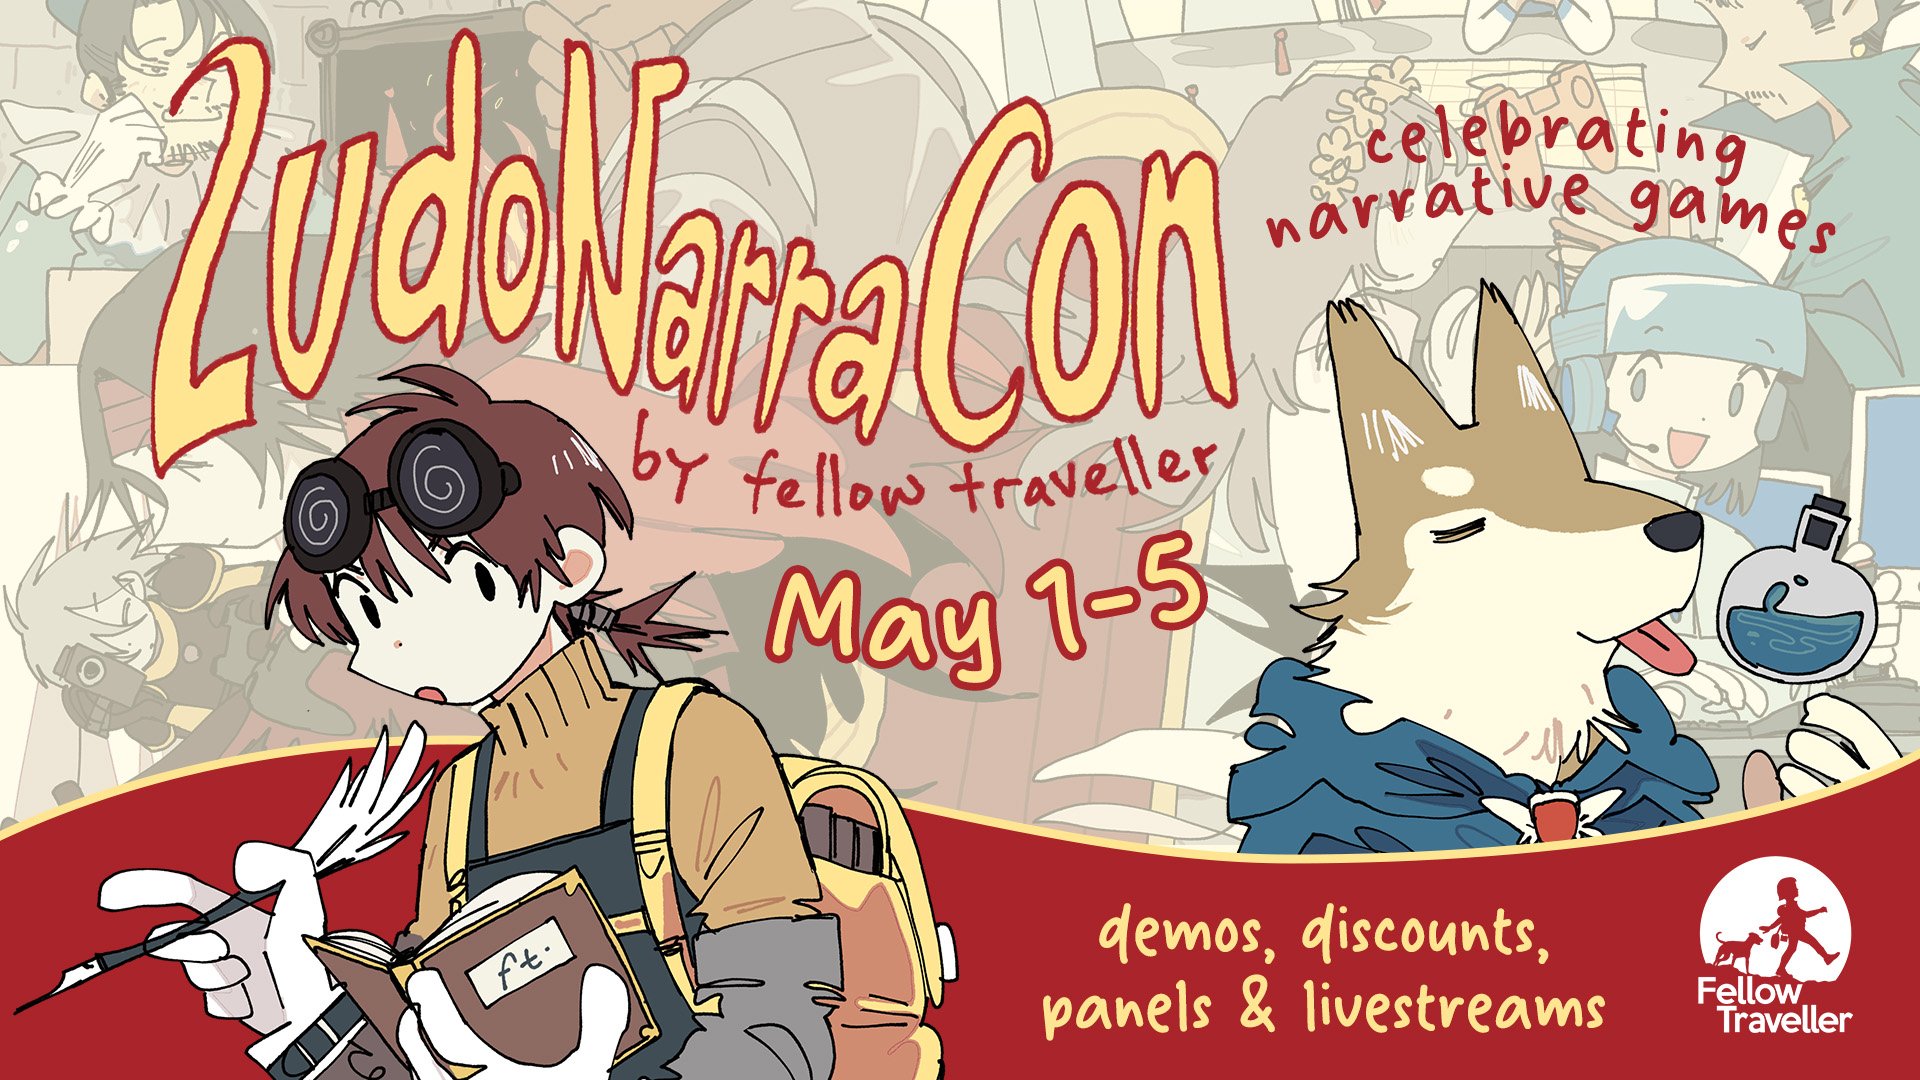 LudoNarraCon
by fellow traveller
May 1-5
celebrating
narrative games
ft.
demos, discounts,
panels & livestreams
Fellow
Traveller